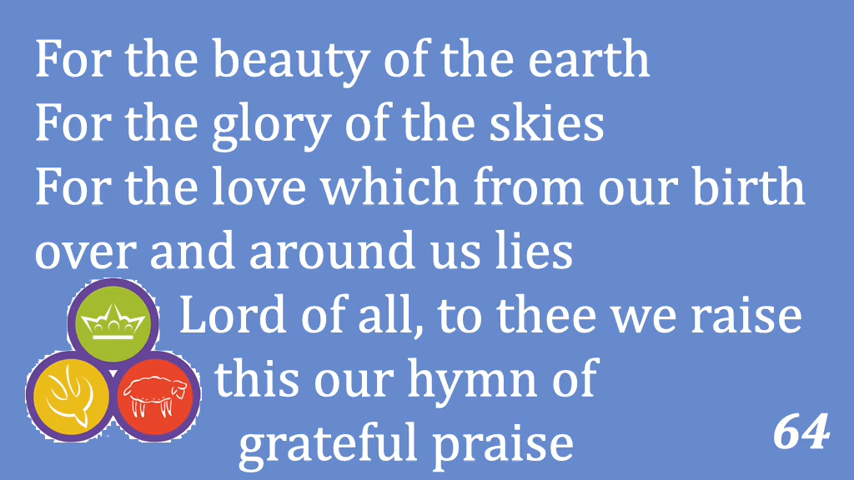 For the beauty of the earth
For the glory of the skies
For the love which from our birth
over and around us lies
Lord of all, to thee we raise
this our hymn of
grateful praise
64